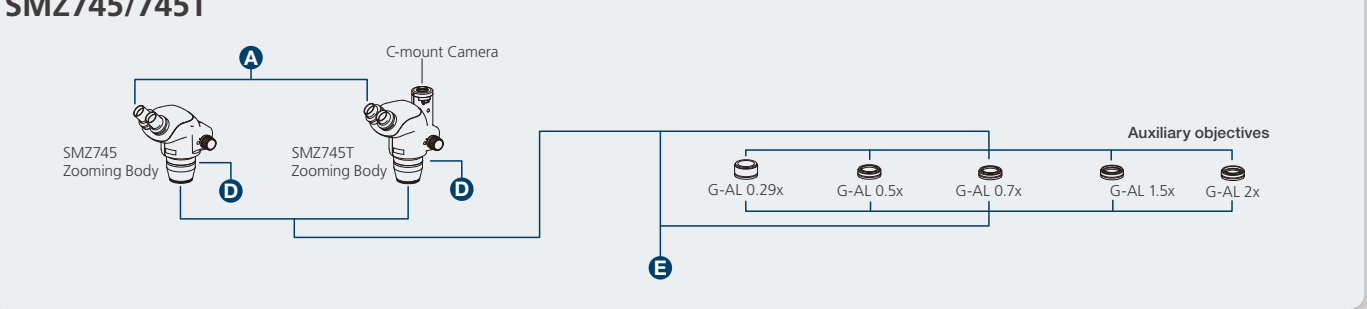 SMZ745/745T
A
C-mount Camera
SMZ745
Zooming Body
D
SMZ745T
Zooming Body
D
Auxiliary objectives
G-AL 0.29x
G-AL 0.5x
G-AL 0.7x
G-AL 1.5x
G-AL 2x
E